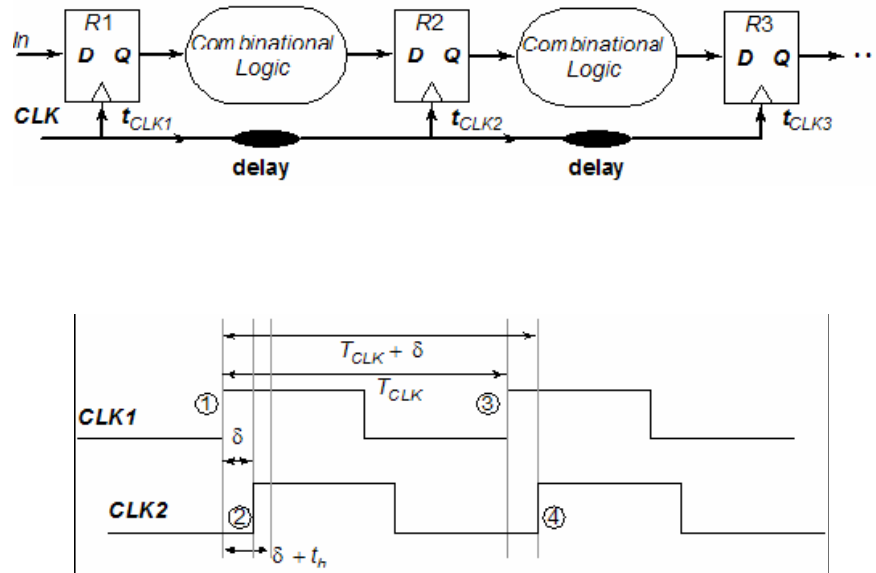 R1
R2
R3
In
D Q
Combinational
Logic
D Q
Combinational
Logic
D Q
CLK
tCLK1
tCLK2
tCLK3
delay
delay
TCLK + δ
TCLK
1
3
CLK1
δ
CLK2
2
4
δ + th